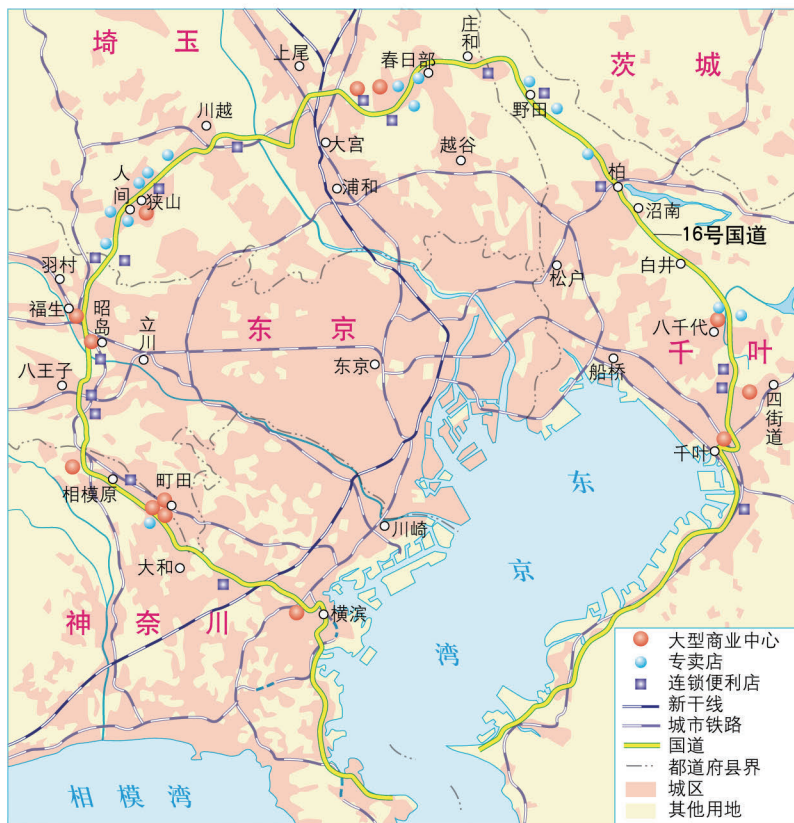 埼玉
上尾
春日部
庄和
茨城
川越
野田
大宮
越谷
柏
人间
狭山
浦和
沼南
16号国道
羽村
松户
白井
福生
昭岛
立川
东京
八千代
千叶
八王子
东京
船桥
四街道
千叶
相模原
町田
川崎
东京湾
大和
神奈川
横滨
相模湾
大型商业中心
专卖店
连锁便利店
新干线
城市铁路
国道
都道府县界
城区
其他用地